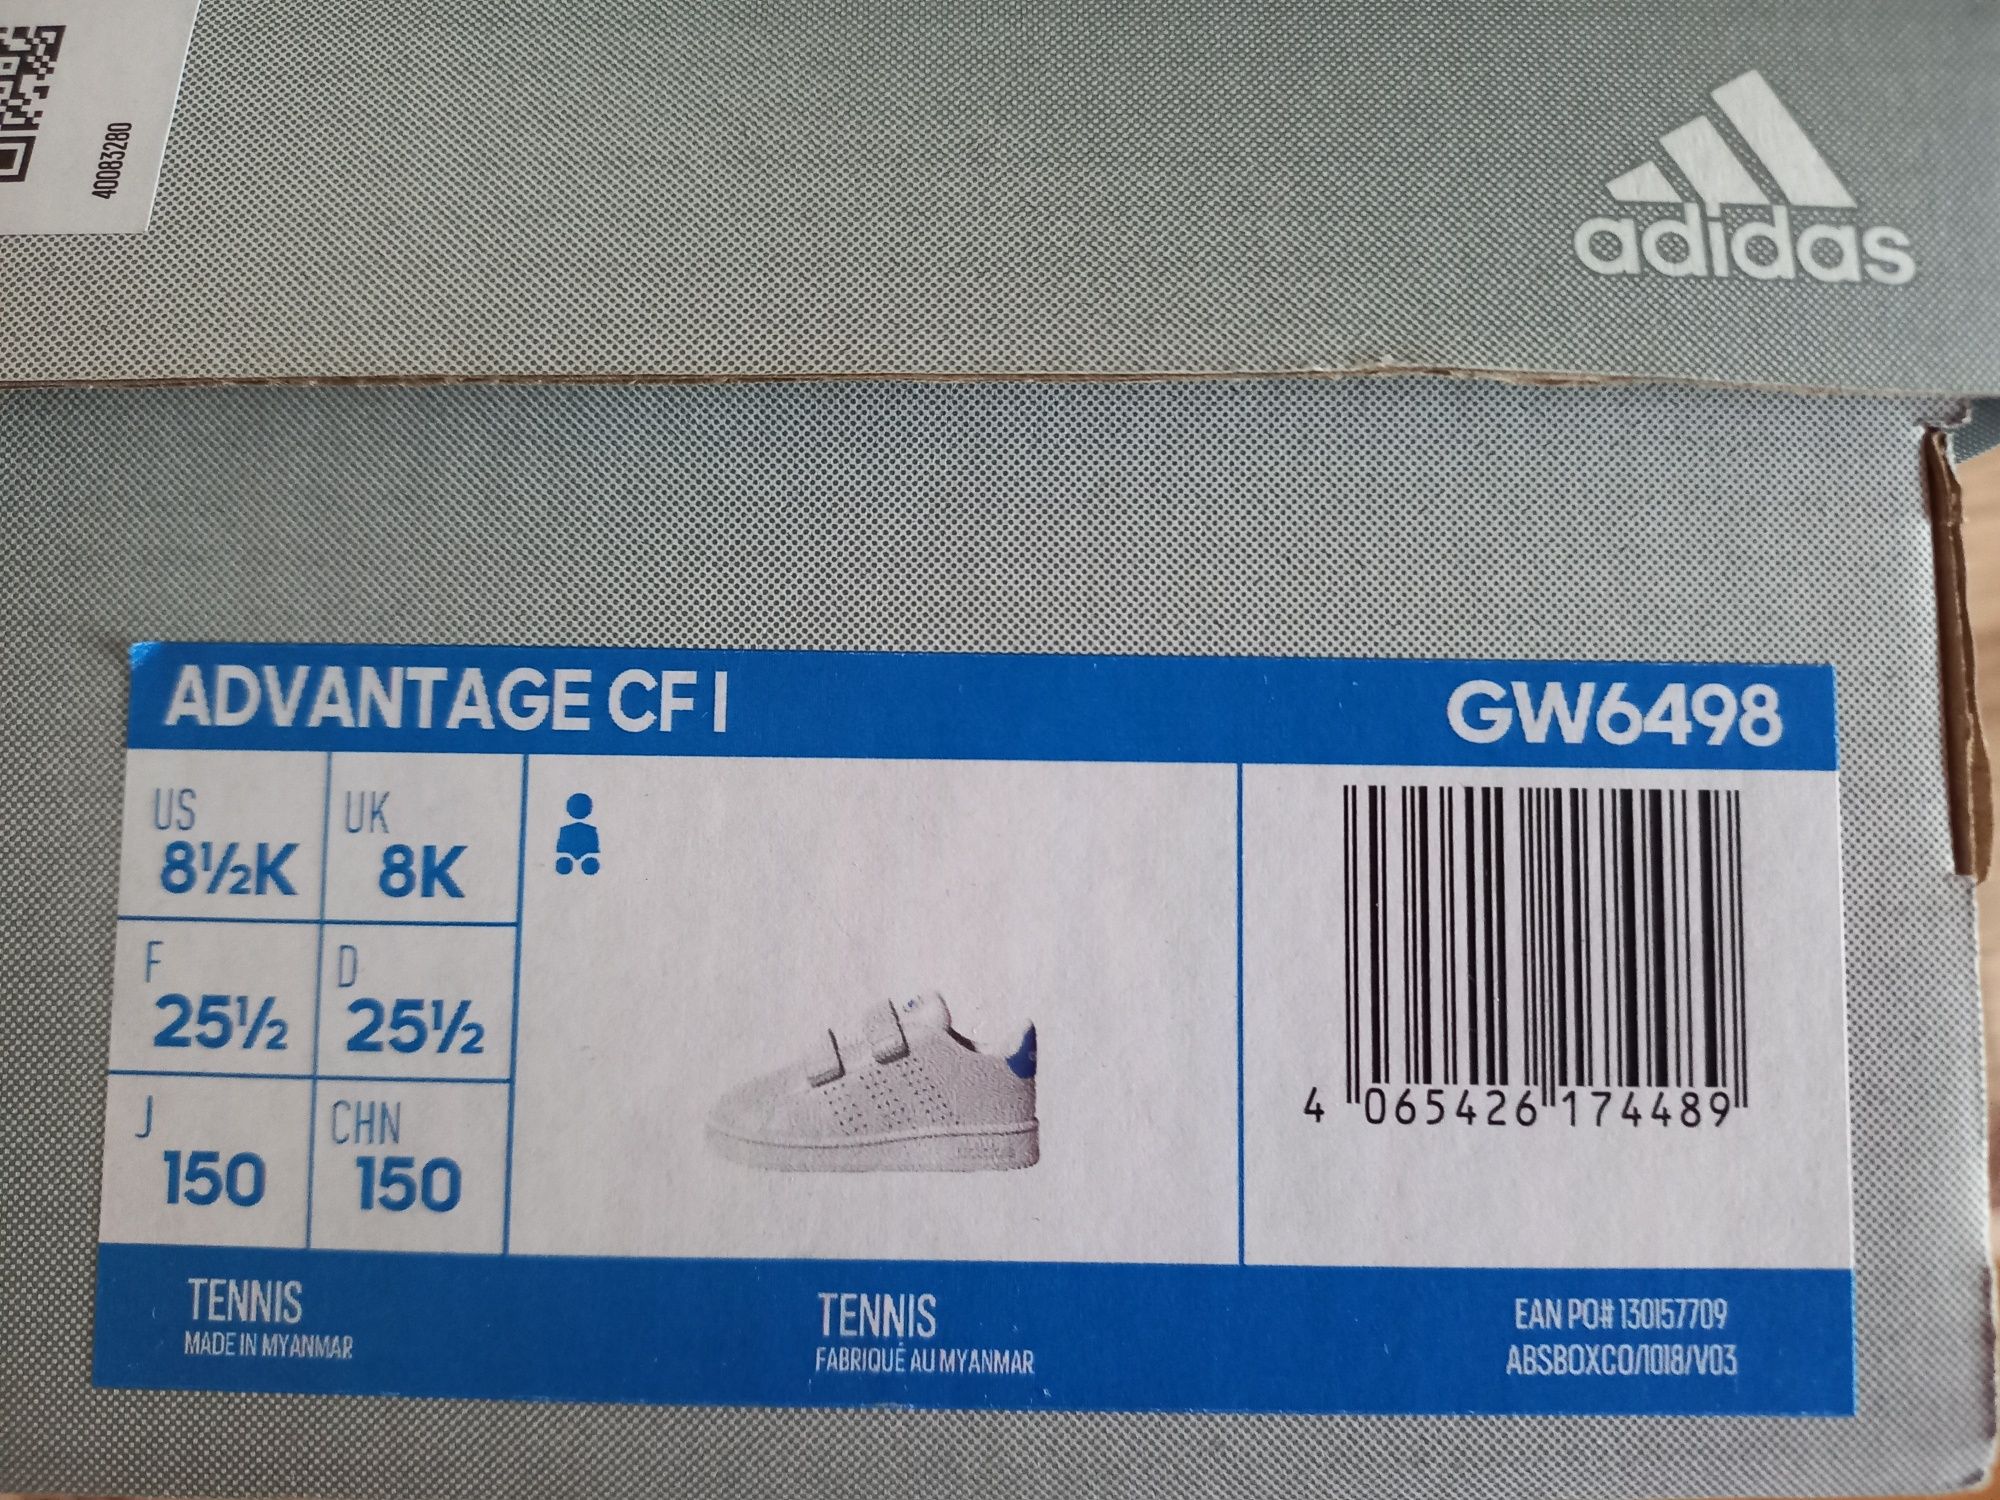 40083280
adidas
ADVANTAGE CF I
GW6498
US
8½K
UK
8K
F
25½
D
25½
J
150
CHN
150
4 065426 174489
TENNIS
MADE IN MYANMAR
TENNIS
FABRIQUÉ AU MYANMAR
EAN PO# 130157709
ABSBOXCO/1018/V03